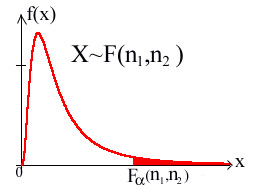 f(x)
X~F(n₁,n₂ )
x
0
Fα(n₁,n₂)